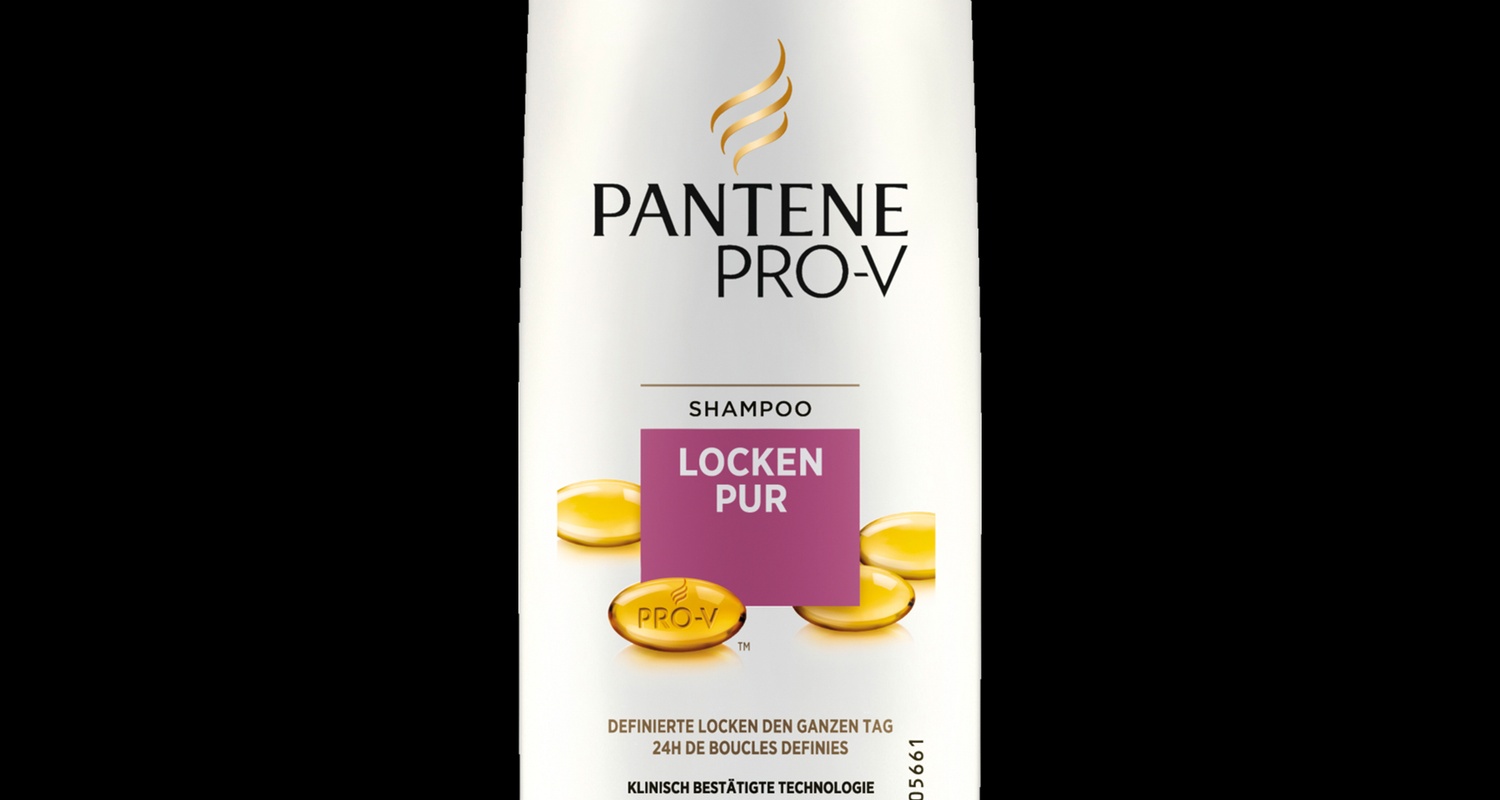 PANTENE
PRO-V
SHAMPOO
LOCKEN
PUR
PRO-V
TM
DEFINIERTE LOCKEN DEN GANZEN TAG
24H DE BOUCLES DEFINIES
KLINISCH BESTÄTIGTE TECHNOLOGIE
05661